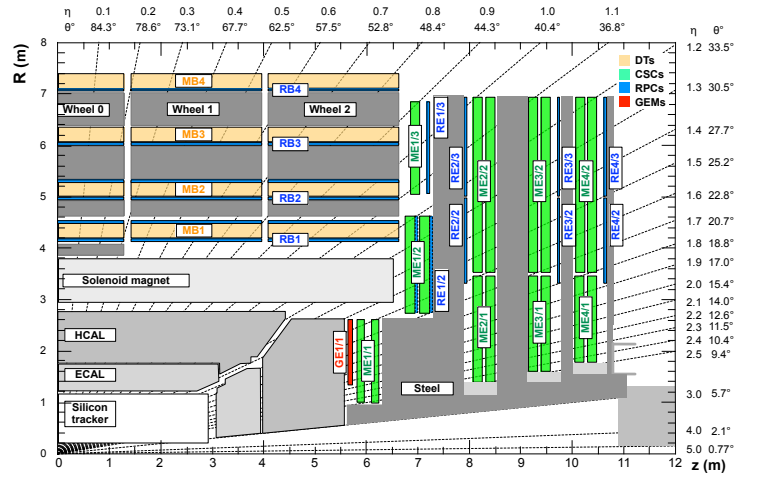 η 0.1 0.2 0.3 0.4 0.5 0.6 0.7 0.8 0.9 1.0 1.1
θ° 84.3° 78.6° 73.1° 67.7° 62.5° 57.5° 52.8° 48.4° 44.3° 40.4° 36.8° η θ°
R (m)
8
7
6
5
4
3
2
1
0
1.2 33.5°
1.3 30.5°
1.4 27.7°
1.5 25.2°
1.6 22.8°
1.7 20.7°
1.8 18.8°
1.9 17.0°
2.0 15.4°
2.1 14.0°
2.2 12.6°
2.3 11.5°
2.4 10.4°
2.5 9.4°
3.0 5.7°
4.0 2.1°
5.0 0.77°
DTs
CSCs
RPCs
GEMs
MB4
RB4
Wheel 0
Wheel 1
Wheel 2
MB3
RB3
MB2
RB2
MB1
RB1
Solenoid magnet
HCAL
ECAL
Silicon
tracker
Steel
GE1/1
ME1/1
ME1/2
ME1/3
RE1/3
RE1/2
RE2/3
RE2/2
ME2/2
ME2/1
ME3/2
ME3/1
RE3/3
RE3/2
ME4/2
ME4/1
RE4/3
RE4/2
0 1 2 3 4 5 6 7 8 9 10 11 12
z (m)